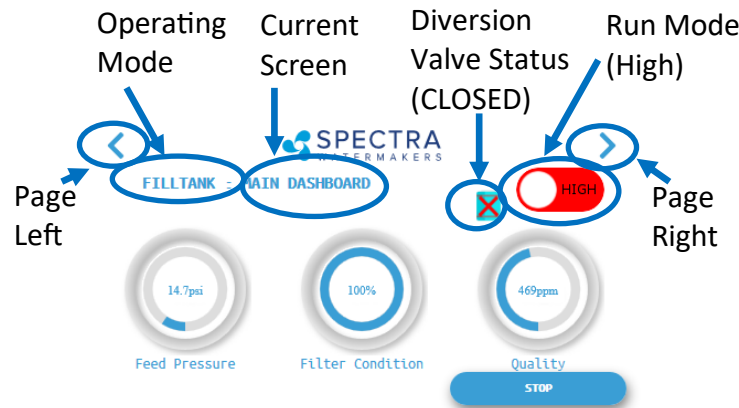 Operating
Mode
Current
Screen
Diversion
Valve Status
(CLOSED)
Run Mode
(High)
SPECTRA
WATERMAKERS
Page
Left
FILLTANK - MAIN DASHBOARD
HIGH
Page
Right
14.7psi
100%
469ppm
Feed Pressure
Filter Condition
Quality
STOP